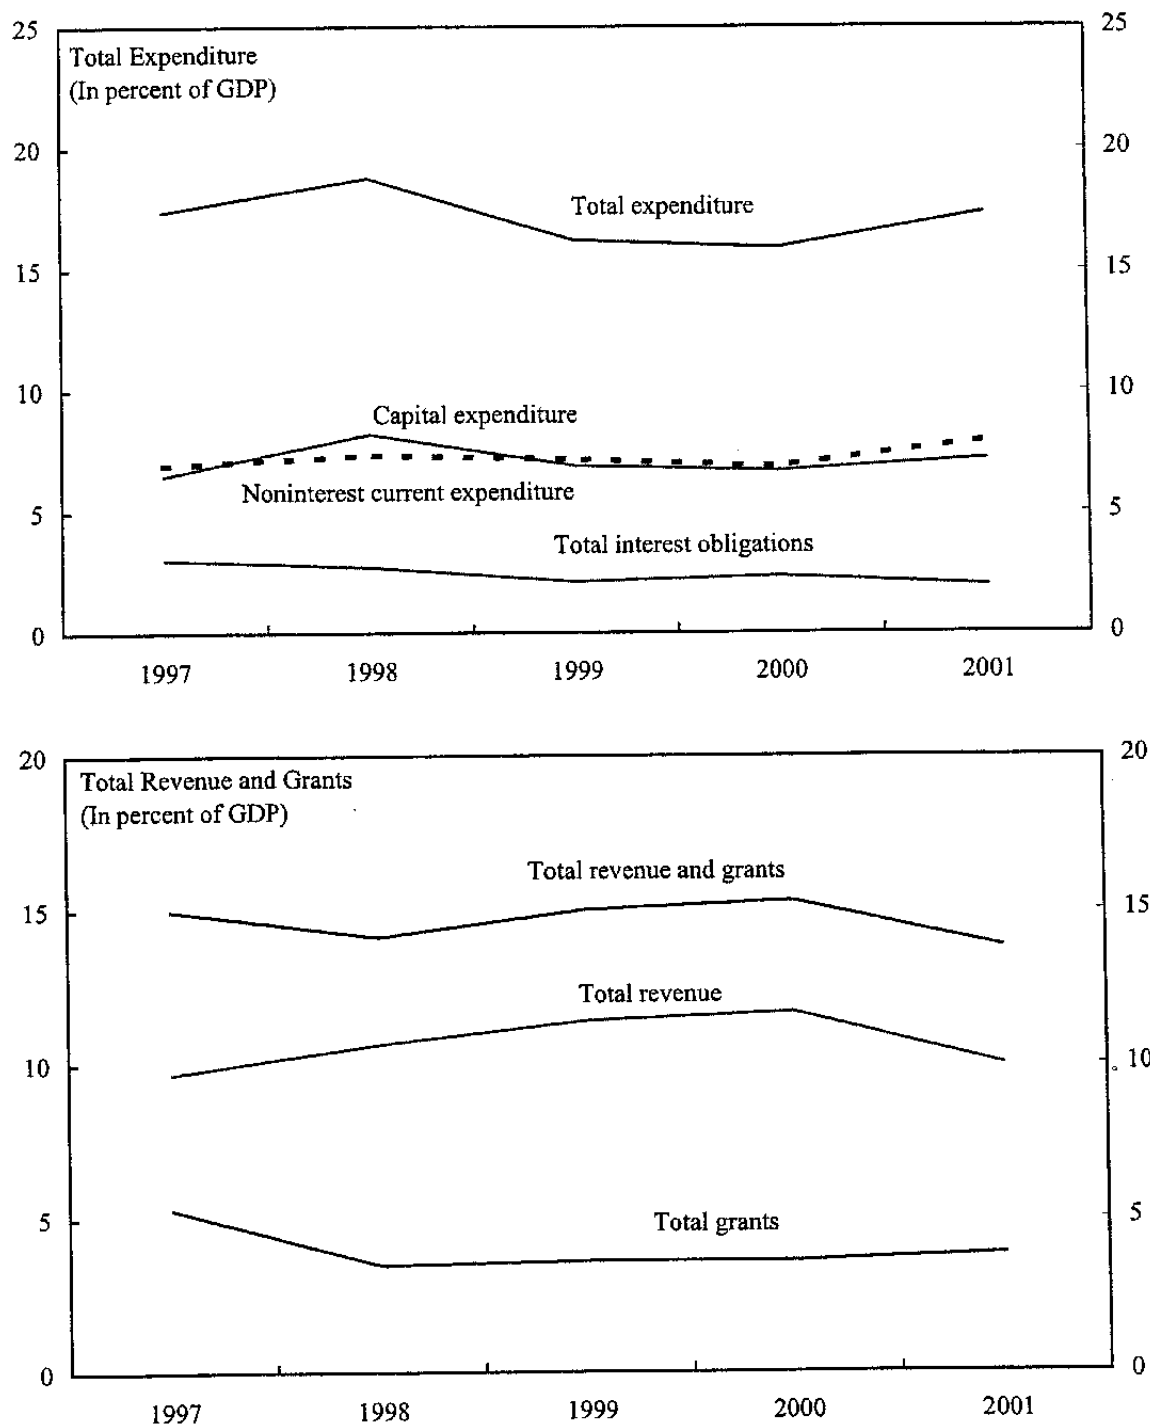 Total Expenditure
(In percent of GDP)
25
20
15
10
5
0
25
20
15
10
5
0
Total expenditure
Capital expenditure
Noninterest current expenditure
Total interest obligations
1997 1998 1999 2000 2001
Total Revenue and Grants
(In percent of GDP)
20
15
10
5
0
20
15
10
5
0
Total revenue and grants
Total revenue
Total grants
1997 1998 1999 2000 2001